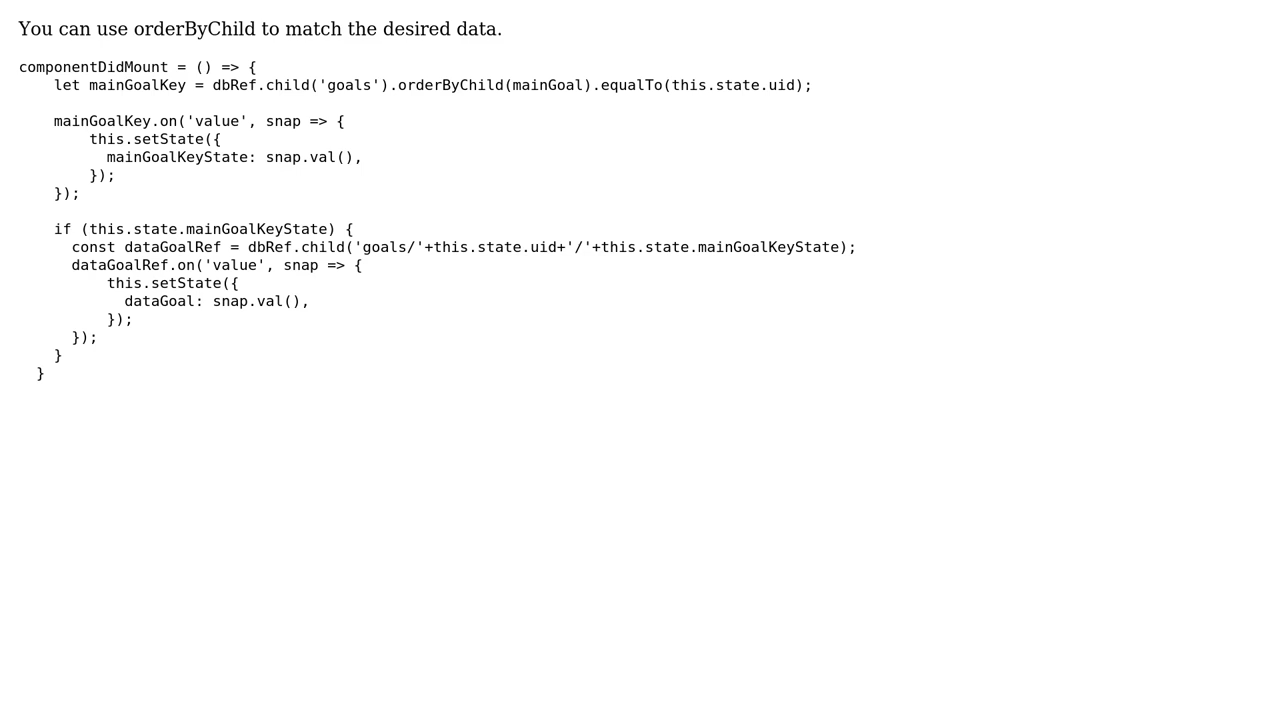 You can use orderByChild to match the desired data.
componentDidMount = () => {
    let mainGoalKey = dbRef.child('goals').orderByChild(mainGoal).equalTo(this.state.uid);

    mainGoalKey.on('value', snap => {
        this.setState({
          mainGoalKeyState: snap.val(),
        });
    });

    if (this.state.mainGoalKeyState) {
      const dataGoalRef = dbRef.child('goals/'+this.state.uid+'/'+this.state.mainGoalKeyState);
      dataGoalRef.on('value', snap => {
          this.setState({
            dataGoal: snap.val(),
          });
      });
    }
  }